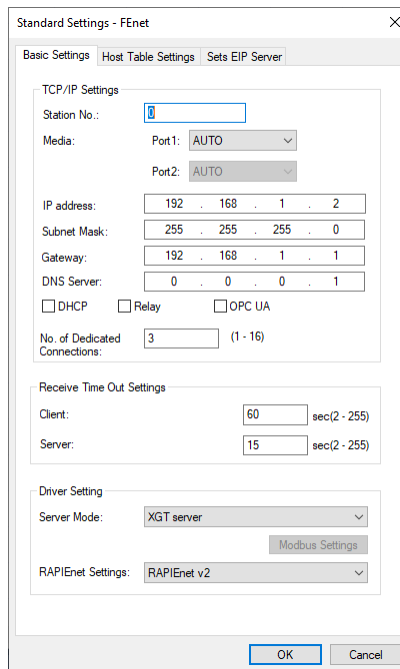 Standard Settings - FEnet
Basic Settings Host Table Settings Sets EIP Server
TCP/IP Settings
Station No.: 0
Media: Port1: AUTO
Port2: AUTO
IP address: 192 . 168 . 1 . 2
Subnet Mask: 255 . 255 . 255 . 0
Gateway: 192 . 168 . 1 . 1
DNS Server: 0 . 0 . 0 . 1
DHCP Relay OPC UA
No. of Dedicated
Connections: 3 (1 - 16)
Receive Time Out Settings
Client: 60 sec(2 - 255)
Server: 15 sec(2 - 255)
Driver Setting
Server Mode: XGT server
Modbus Settings
RAPIEnet Settings: RAPIEnet v2
OK Cancel